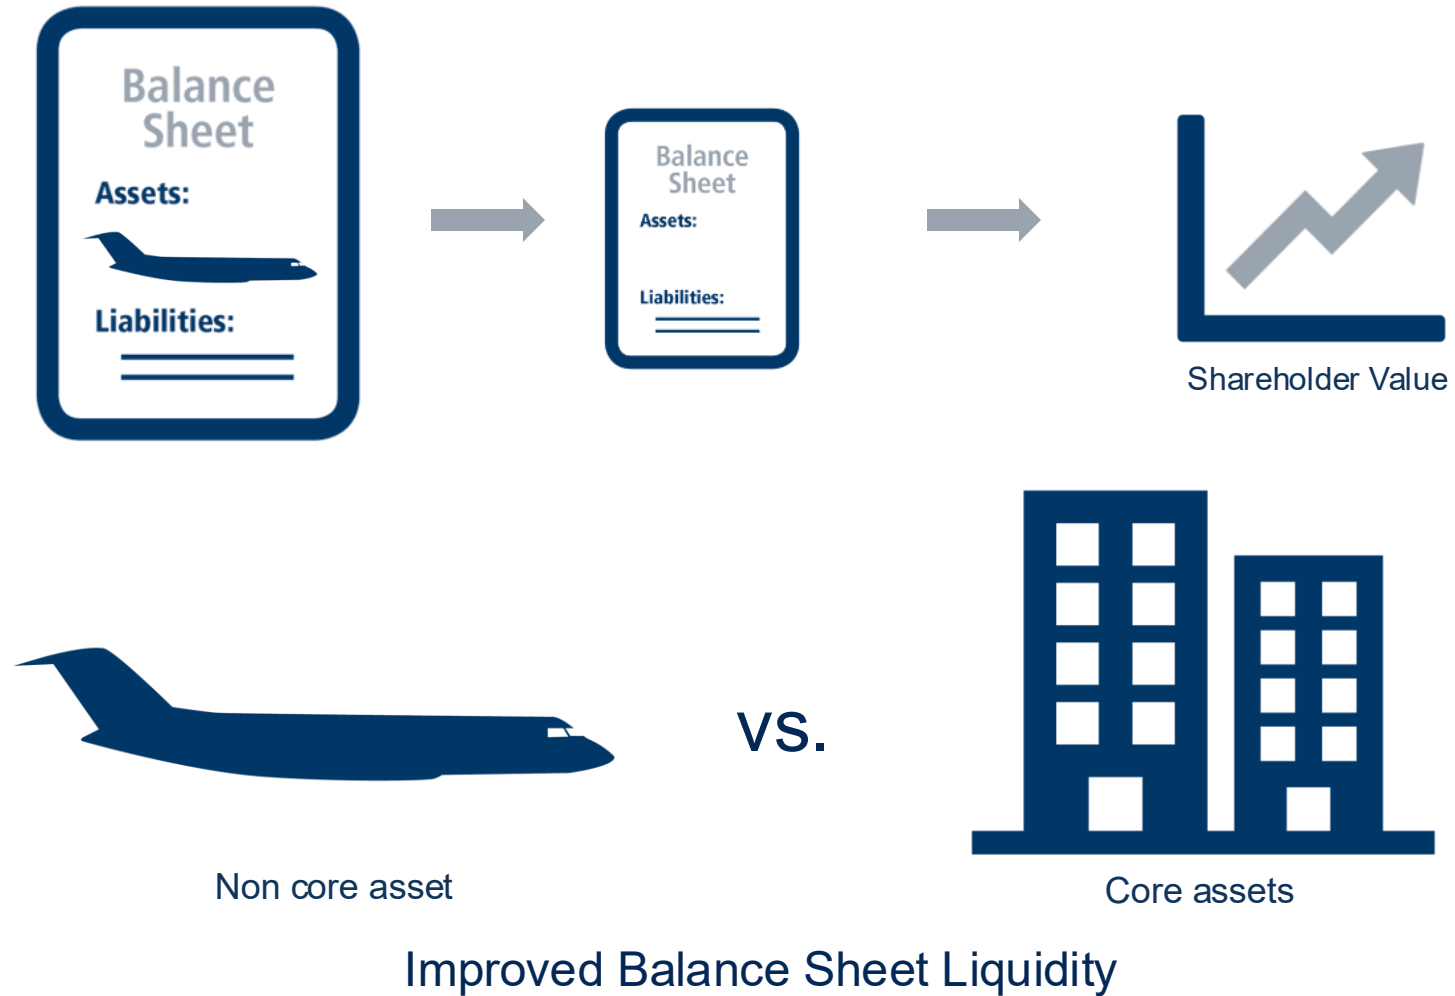 Balance
Sheet
Assets:
Liabilities:
Balance
Sheet
Assets:
Liabilities:
Shareholder Value
vs.
Non core asset
Core assets
Improved Balance Sheet Liquidity